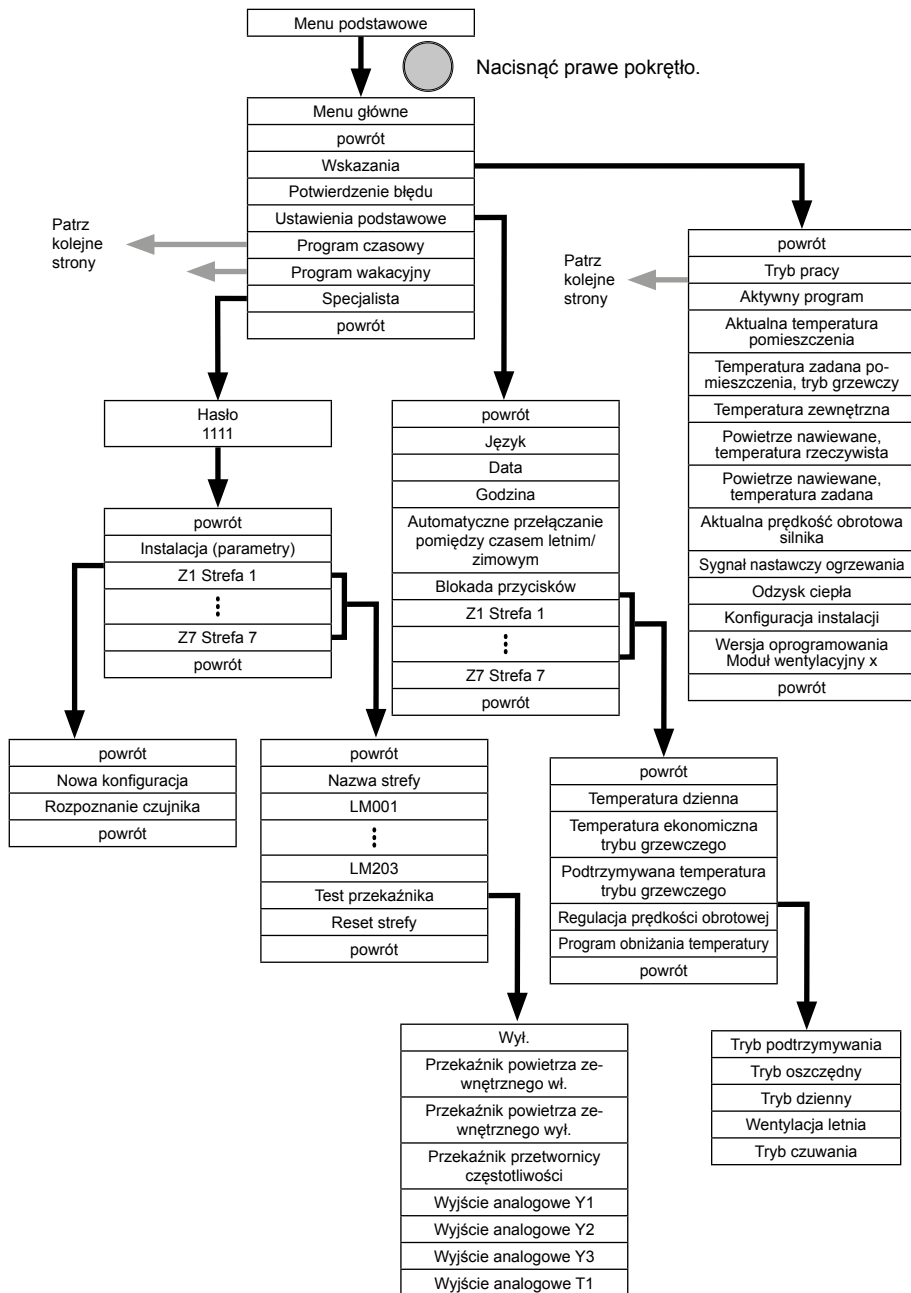 Menu podstawowe
Nacisnąć prawe pokrętło.
Menu główne
powrót
Wskazania
Potwierdzenie błędu
Ustawienia podstawowe
Program czasowy
Program wakacyjny
Specjalista
powrót
Patrz
kolejne
strony
Patrz
kolejne
strony
powrót
Tryb pracy
Aktywny program
Aktualna temperatura
pomieszczenia
Temperatura zadana po-
mieszczenia, tryb grzewczy
Temperatura zewnętrzna
Powietrze nawiewane,
temperatura rzeczywista
Powietrze nawiewane,
temperatura zadana
Aktualna prędkość obrotowa
silnika
Sygnał nastawczy ogrzewania
Odzysk ciepła
Konfiguracja instalacji
Wersja oprogramowania
Moduł wentylacyjny x
powrót
Hasło
1111
powrót
Instalacja (parametry)
Z1 Strefa 1
Z7 Strefa 7
powrót
powrót
Język
Data
Godzina
Automatyczne przełączanie
pomiędzy czasem letnim/
zimowym
Blokada przycisków
Z1 Strefa 1
Z7 Strefa 7
powrót
powrót
Nowa konfiguracja
Rozpoznanie czujnika
powrót
powrót
Nazwa strefy
LM001
LM203
Test przekaźnika
Reset strefy
powrót
powrót
Temperatura dzienna
Temperatura ekonomiczna
trybu grzewczego
Podtrzymywana temperatura
trybu grzewczego
Regulacja prędkości obrotowej
Program obniżania temperatury
powrót
Wył.
Przekaźnik powietrza ze-
wnętrznego wł.
Przekaźnik powietrza ze-
wnętrznego wył.
Przekaźnik przetwornicy
częstotliwości
Wyjście analogowe Y1
Wyjście analogowe Y2
Wyjście analogowe Y3
Wyjście analogowe T1
Tryb podtrzymywania
Tryb oszczędny
Tryb dzienny
Wentylacja letnia
Tryb czuwania